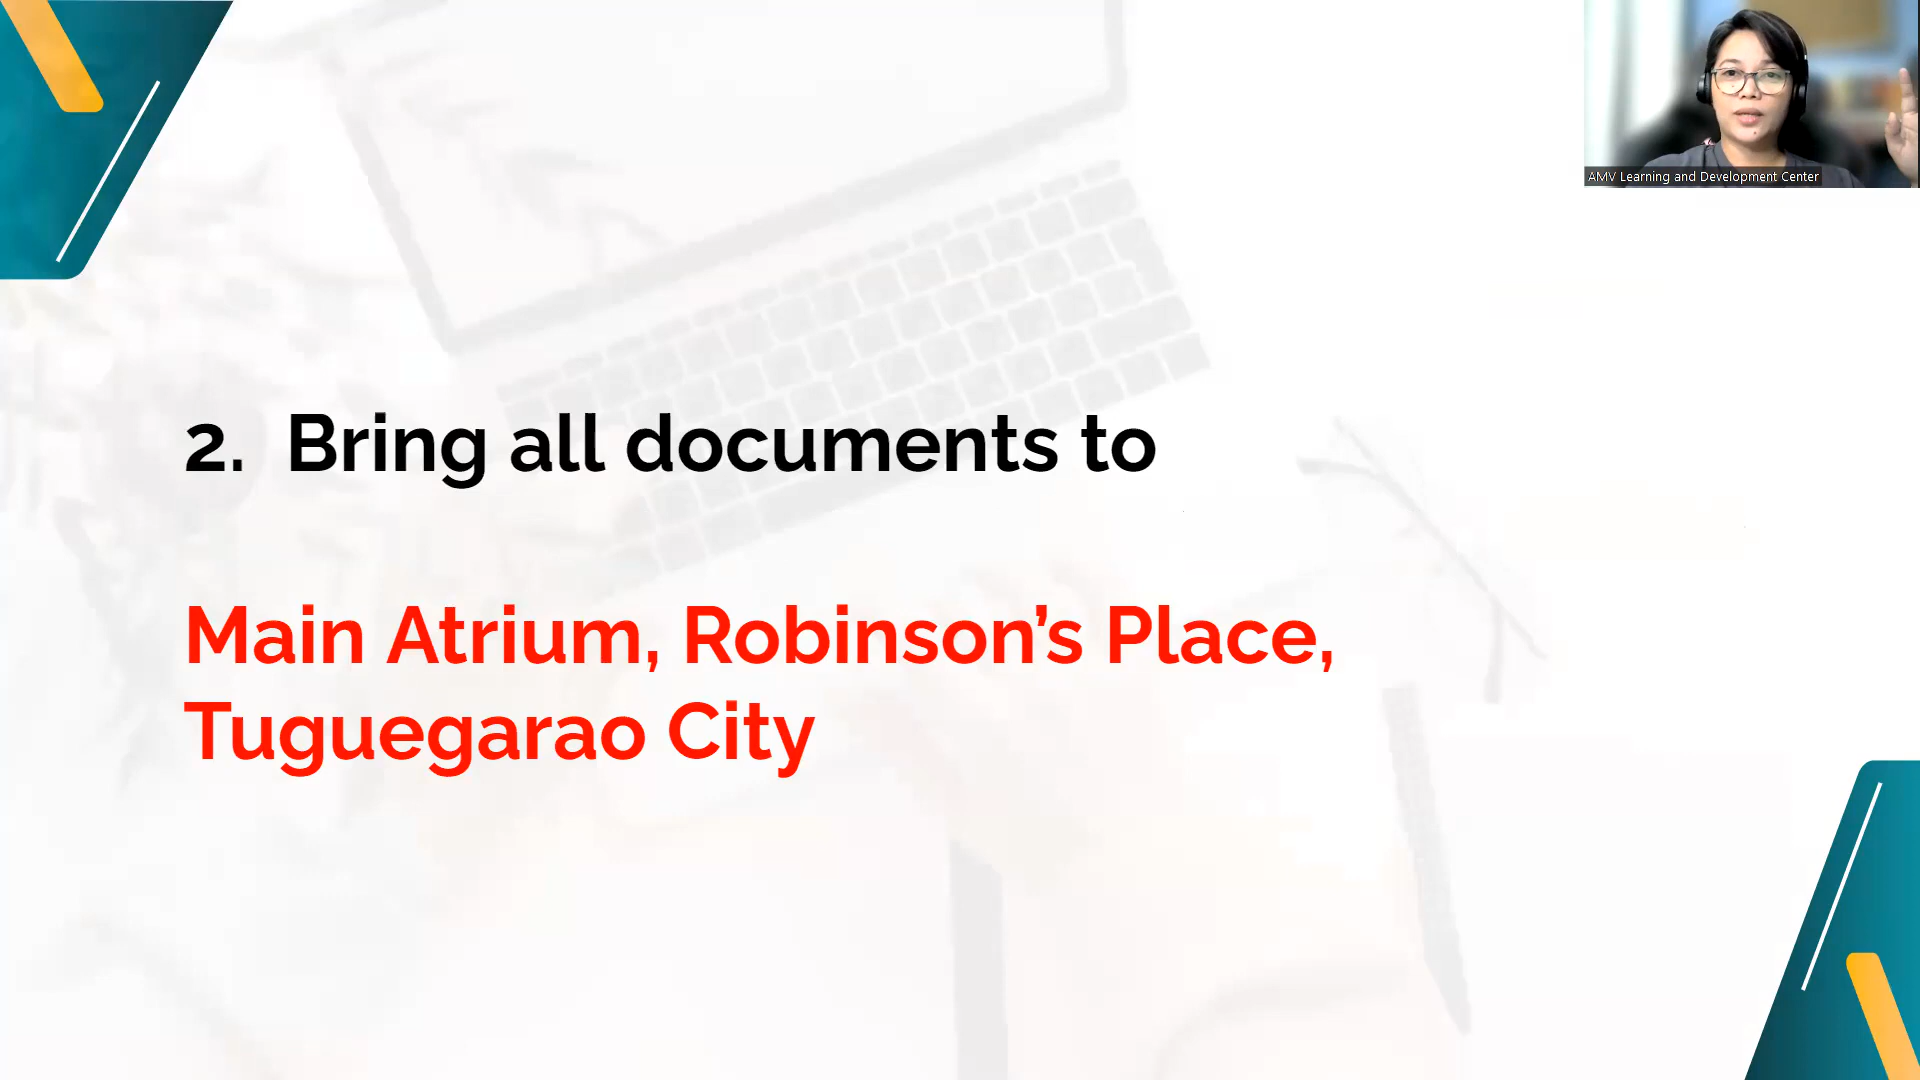 AMV Learning and Development Center
2. Bring all documents to
Main Atrium, Robinson’s Place,
Tuguegarao City